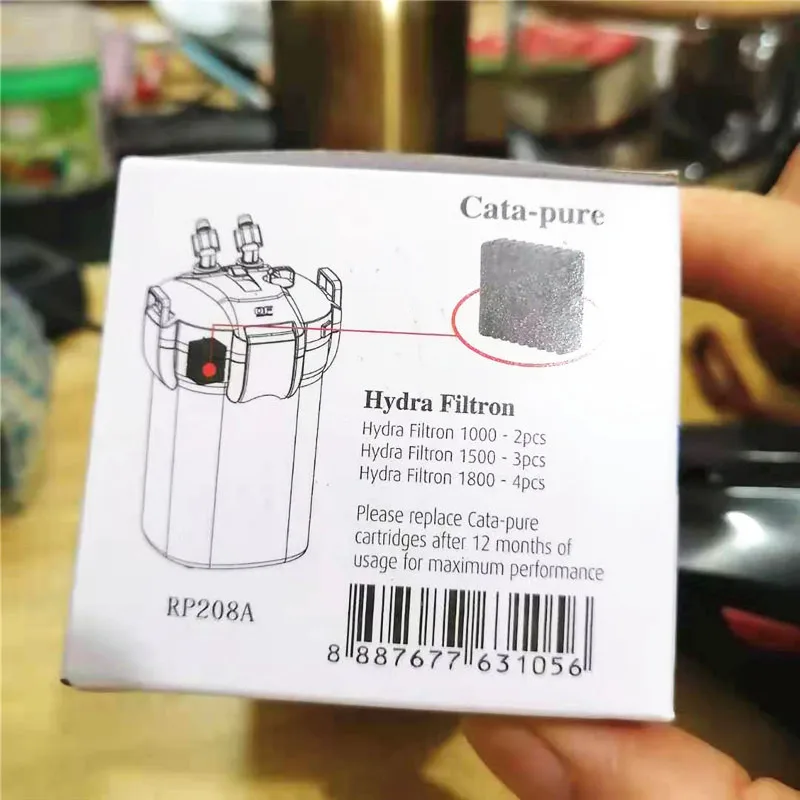 Cata-pure
Hydra Filtron
Hydra Filtron 1000 - 2pcs
Hydra Filtron 1500 - 3pcs
Hydra Filtron 1800 - 4pcs
Please replace Cata-pure
cartridges after 12 months of
usage for maximum performance
RP208A
8 887677 631056